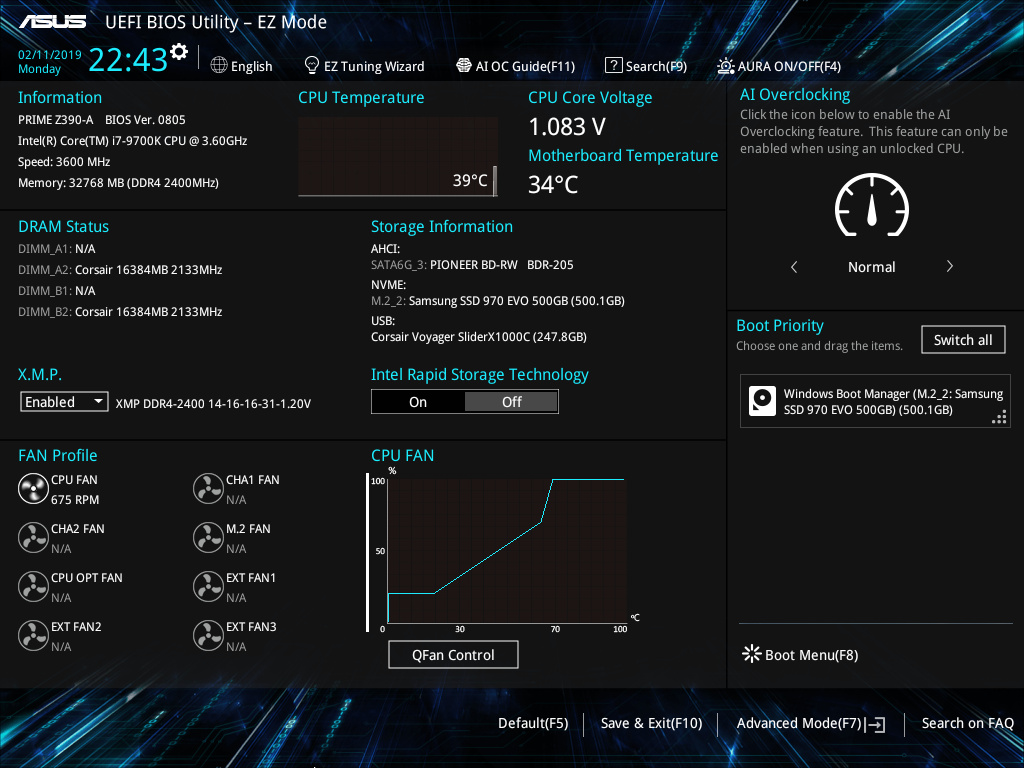 ASUS UEFI BIOS Utility – EZ Mode
02/11/2019
Monday
22:43
English
EZ Tuning Wizard
AI OC Guide(F11)
? Search(F9)
AURA ON/OFF(F4)
Information
PRIME Z390-A BIOS Ver. 0805
Intel(R) Core(TM) i7-9700K CPU @ 3.60GHz
Speed: 3600 MHz
Memory: 32768 MB (DDR4 2400MHz)
CPU Temperature
39°C
CPU Core Voltage
1.083 V
Motherboard Temperature
34°C
AI Overclocking
Click the icon below to enable the AI
Overclocking feature. This feature can only be
enabled when using an unlocked CPU.
Normal
DRAM Status
DIMM_A1: N/A
DIMM_A2: Corsair 16384MB 2133MHz
DIMM_B1: N/A
DIMM_B2: Corsair 16384MB 2133MHz
Storage Information
AHCI:
SATA6G_3: PIONEER BD-RW BDR-205
NVME:
M.2_2: Samsung SSD 970 EVO 500GB (500.1GB)
USB:
Corsair Voyager SliderX1000C (247.8GB)
X.M.P.
Enabled
XMP DDR4-2400 14-16-16-31-1.20V
Intel Rapid Storage Technology
On
Off
Boot Priority
Choose one and drag the items.
Switch all
Windows Boot Manager (M.2_2: Samsung
SSD 970 EVO 500GB) (500.1GB)
FAN Profile
CPU FAN
675 RPM
CHA1 FAN
N/A
CHA2 FAN
N/A
M.2 FAN
N/A
CPU OPT FAN
N/A
EXT FAN1
N/A
EXT FAN2
N/A
EXT FAN3
N/A
CPU FAN
%
100
50
0
30
70
100
°C
QFan Control
Boot Menu(F8)
Default(F5)
Save & Exit(F10)
Advanced Mode(F7)
Search on FAQ